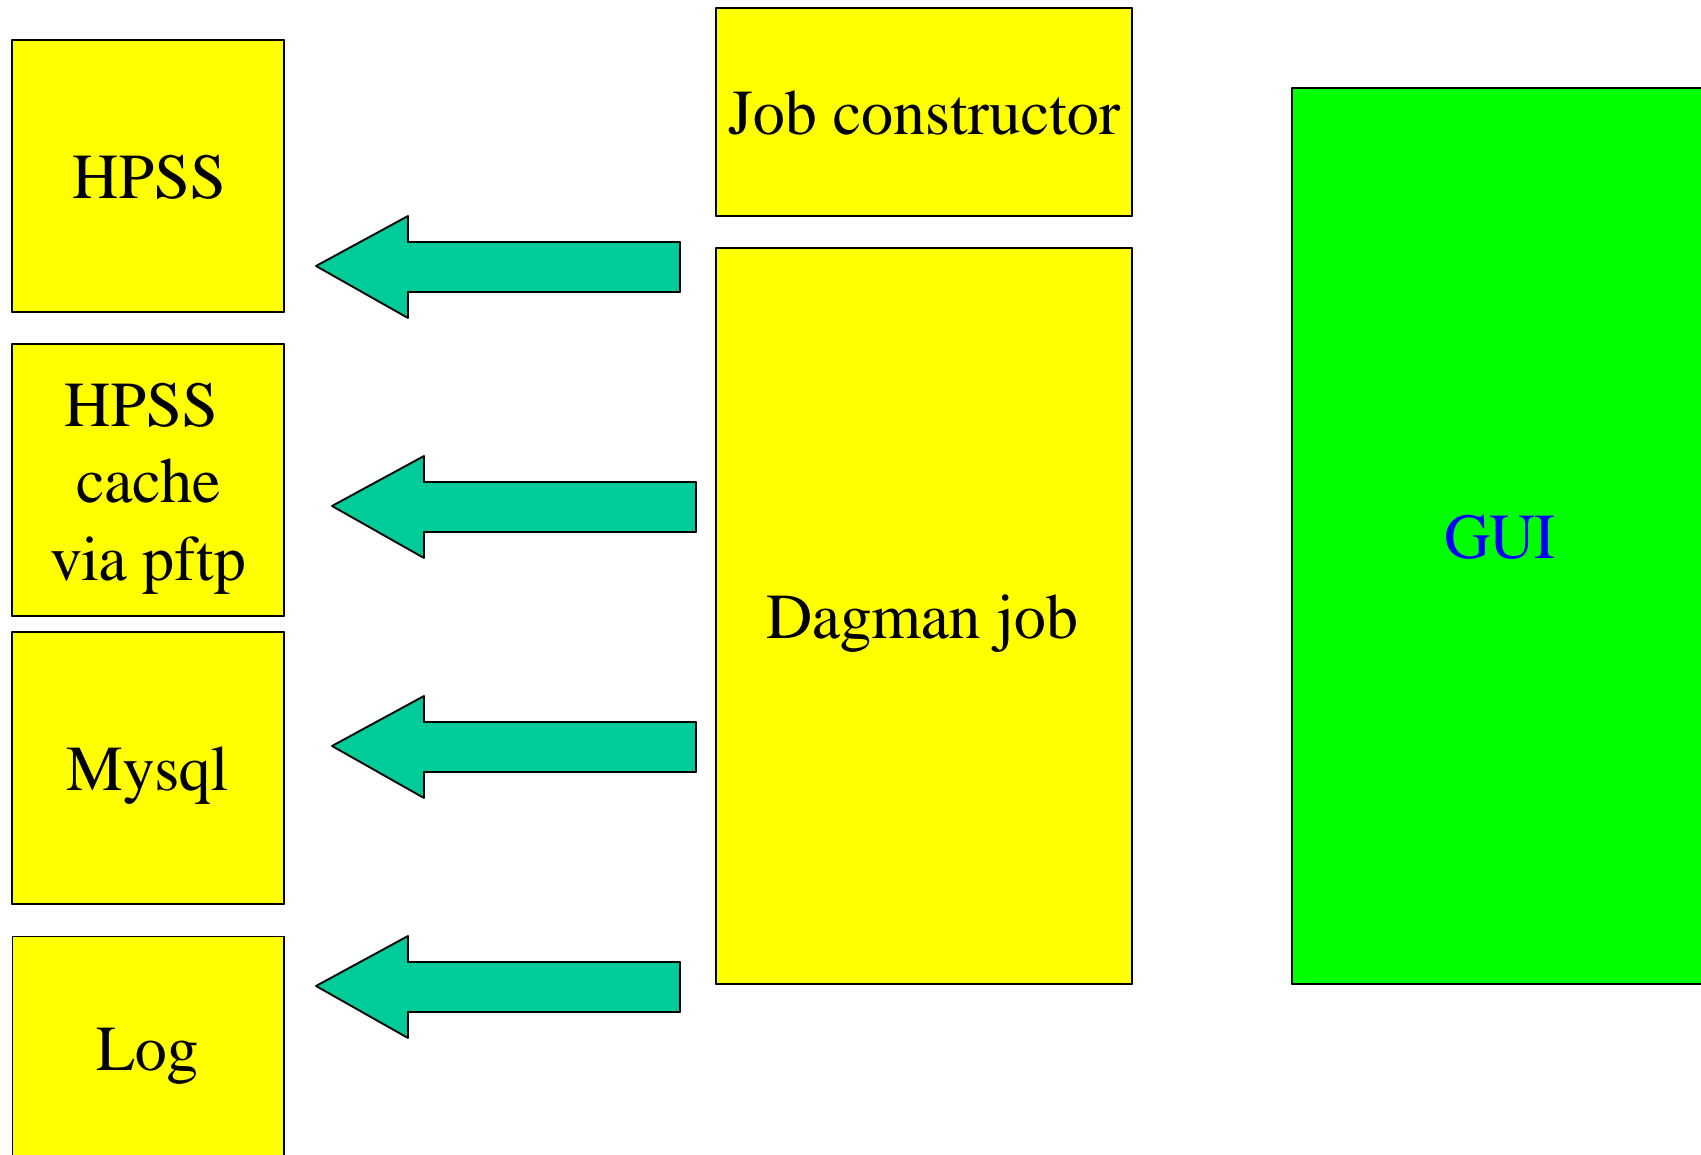 HPSS
HPSS
cache
via pftp
Mysql
Log
Job constructor
Dagman job
GUI